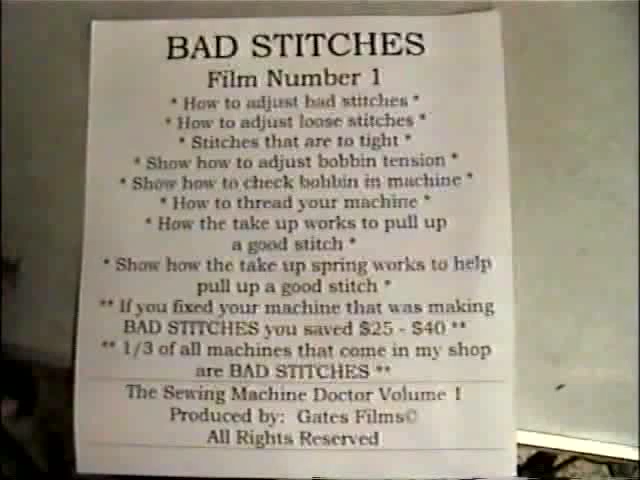 BAD STITCHES
Film Number 1
* How to adjust bad stitches *
* How to adjust loose stitches *
* Stitches that are to tight *
* Show how to adjust bobbin tension *
* Show how to check bobbin in machine *
* How to thread your machine *
* How the take up works to pull up
a good stitch *
* Show how the take up spring works to help
pull up a good stitch *
** If you fixed your machine that was making
BAD STITCHES you saved $25 - $40 **
** 1/3 of all machines that come in my shop
are BAD STITCHES **
The Sewing Machine Doctor Volume 1
Produced by: Gates Films©
All Rights Reserved